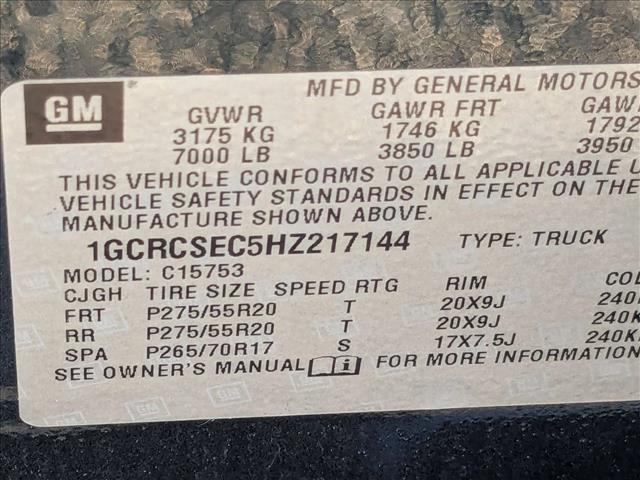 GM
MFD BY GENERAL MOTORS
GVWR GAWR FRT GAW
3175 KG 1746 KG 1792
7000 LB 3850 LB 3950
THIS VEHICLE CONFORMS TO ALL APPLICABLE U
VEHICLE SAFETY STANDARDS IN EFFECT ON THE
MANUFACTURE SHOWN ABOVE.
1GCRCSEC5HZ217144 TYPE: TRUCK
MODEL: C15753
CJGH TIRE SIZE SPEED RTG RIM COL
FRT P275/55R20 T 20X9J 240K
RR P275/55R20 T 20X9J 240K
SPA P265/70R17 S 17X7.5J 240K
SEE OWNER'S MANUAL i FOR MORE INFORMATION